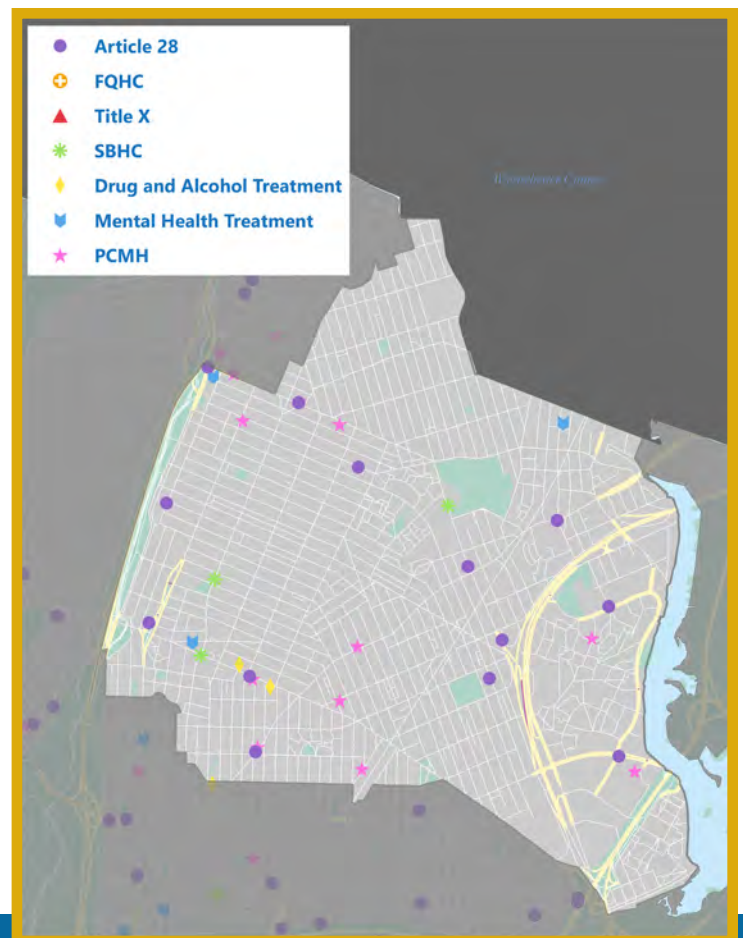 Article 28
FQHC
Title X
SBHC
Drug and Alcohol Treatment
Mental Health Treatment
PCMH